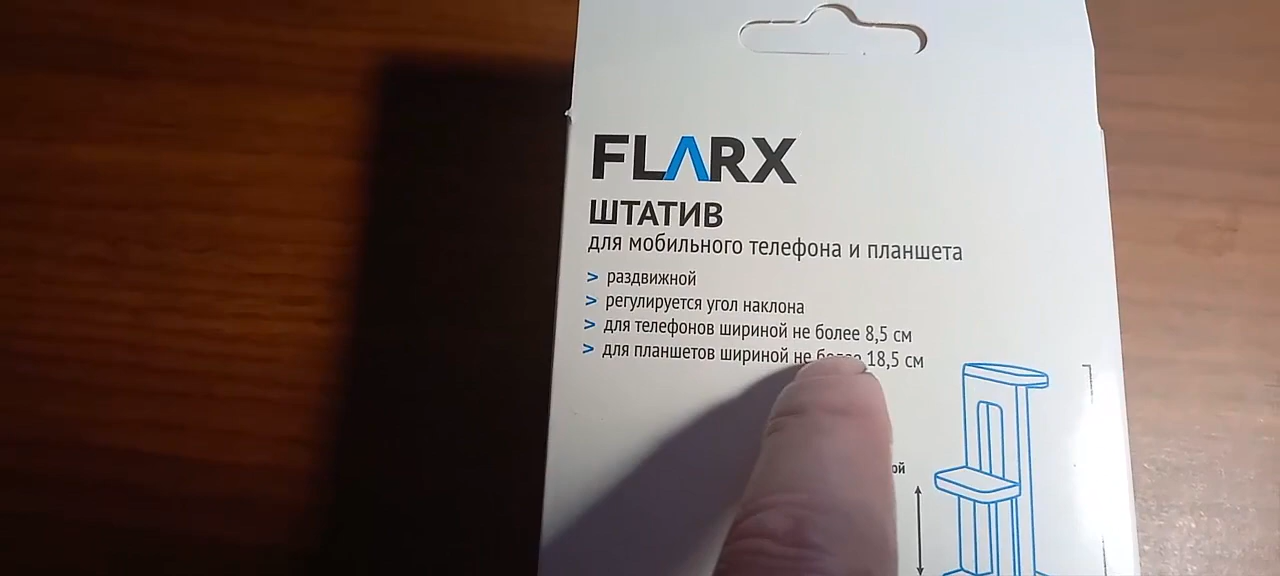 FLARX
ШТАТИВ
для мобильного телефона и планшета
> раздвижной
> регулируется угол наклона
> для телефонов шириной не более 8,5 см
> для планшетов шириной не более 18,5 см